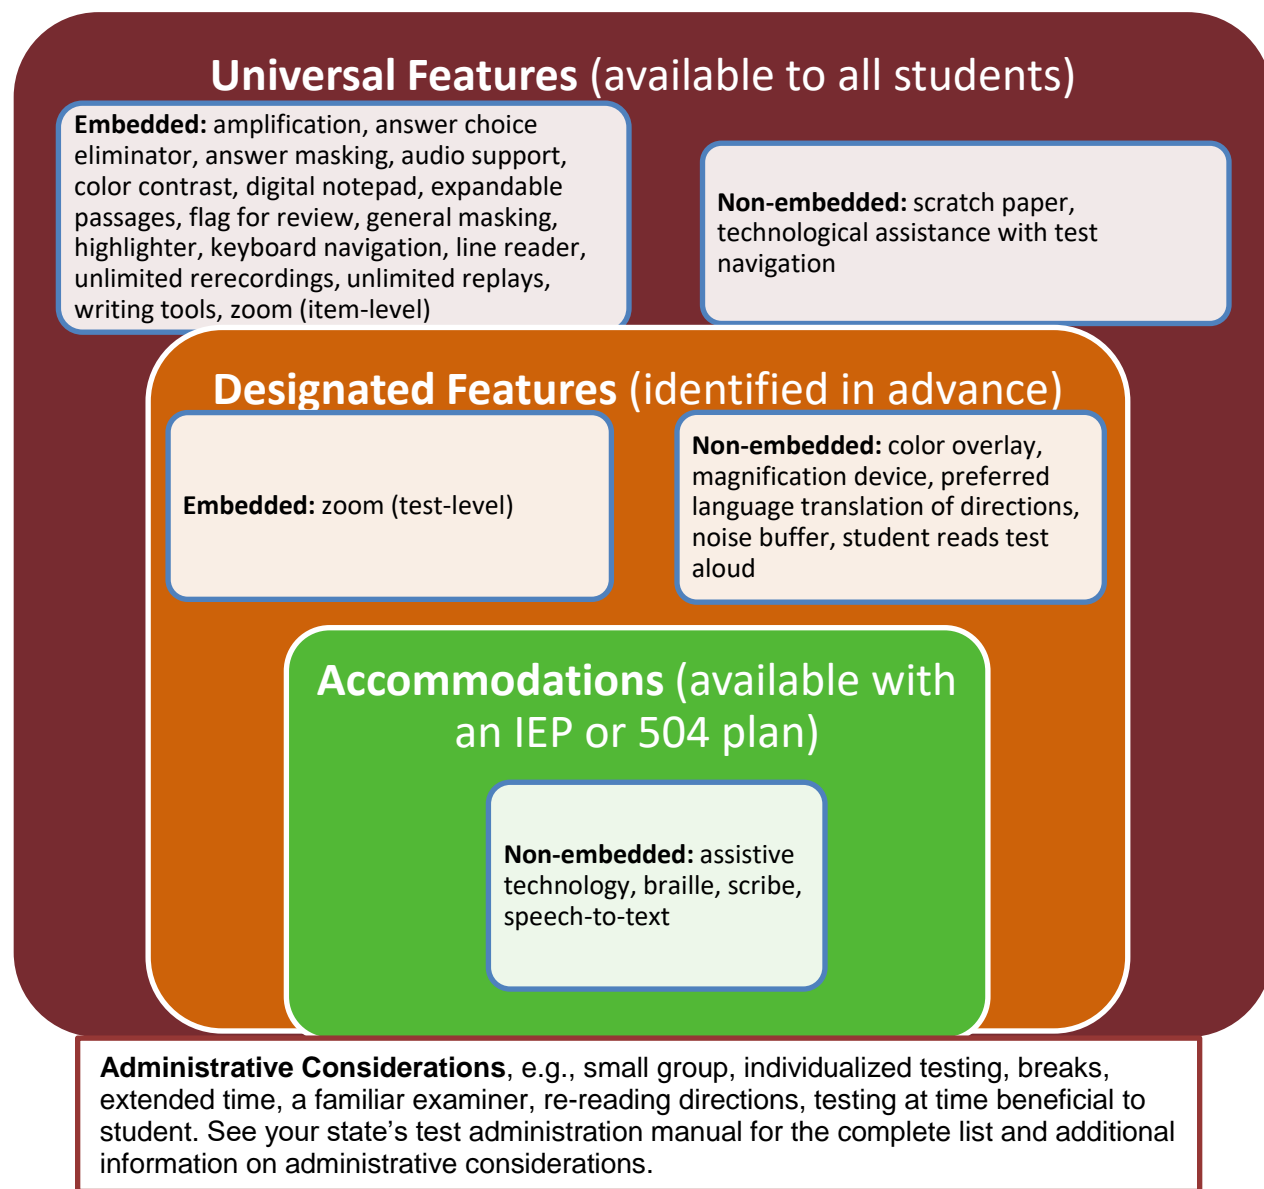 Universal Features (available to all students)
Embedded: amplification, answer choice
eliminator, answer masking, audio support,
color contrast, digital notepad, expandable
passages, flag for review, general masking,
highlighter, keyboard navigation, line reader,
unlimited rerecordings, unlimited replays,
writing tools, zoom (item-level)
Non-embedded: scratch paper,
technological assistance with test
navigation
Designated Features (identified in advance)
Embedded: zoom (test-level)
Non-embedded: color overlay,
magnification device, preferred
language translation of directions,
noise buffer, student reads test
aloud
Accommodations (available with
an IEP or 504 plan)
Non-embedded: assistive
technology, braille, scribe,
speech-to-text
Administrative Considerations, e.g., small group, individualized testing, breaks,
extended time, a familiar examiner, re-reading directions, testing at time beneficial to
student. See your state’s test administration manual for the complete list and additional
information on administrative considerations.